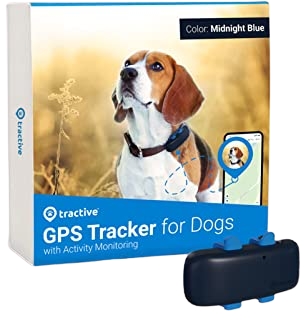 Color: Midnight Blue
tractive
tractive
GPS Tracker for Dogs
with Activity Monitoring